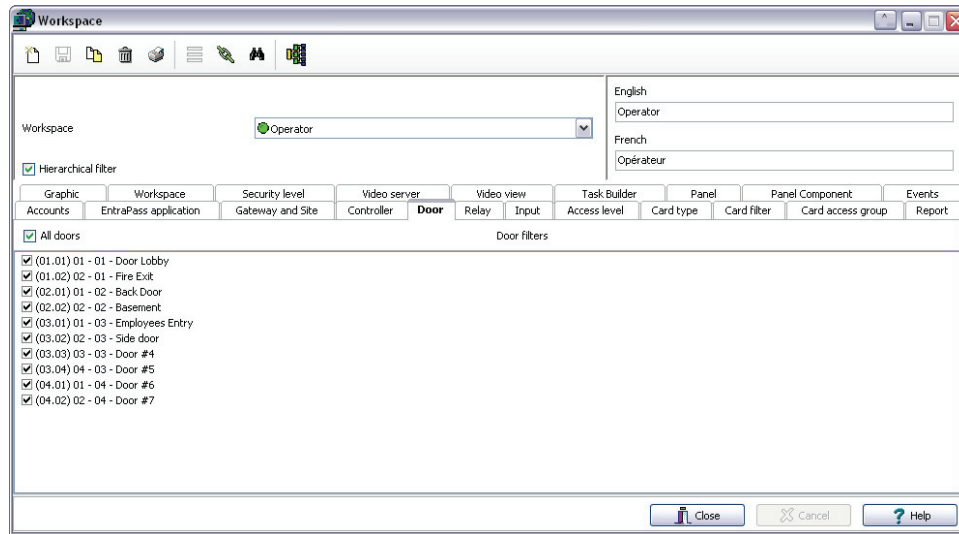 Workspace
English
Operator
Workspace
Operator
French
Opérateur
Hierarchical filter
Graphic Workspace Security level Video server Video view Task Builder Panel Panel Component Events
Accounts EntraPass application Gateway and Site Controller Door Relay Input Access level Card type Card filter Card access group Report
All doors Door filters
(01.01) 01 - 01 - Door Lobby
(01.02) 02 - 01 - Fire Exit
(02.01) 01 - 02 - Back Door
(02.02) 02 - 02 - Basement
(03.01) 01 - 03 - Employees Entry
(03.02) 02 - 03 - Side door
(03.03) 03 - 03 - Door #4
(03.04) 04 - 03 - Door #5
(04.01) 01 - 04 - Door #6
(04.02) 02 - 04 - Door #7
Close Cancel Help